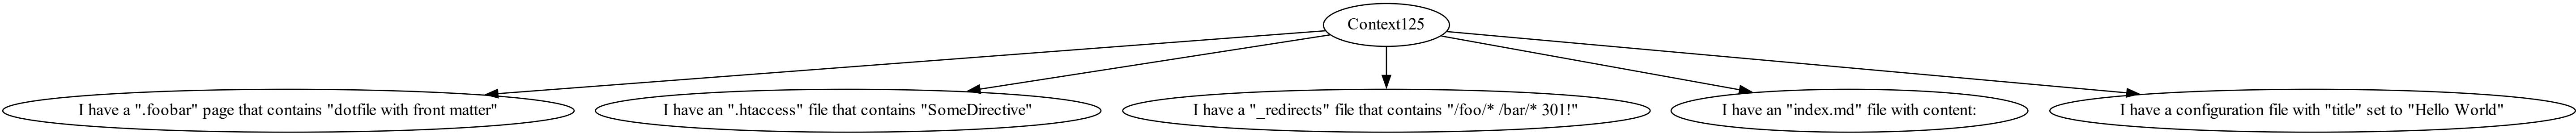 Context125
I have a ".foobar" page that contains "dotfile with front matter"
I have an ".htaccess" file that contains "SomeDirective"
I have a "_redirects" file that contains "/foo/* /bar/* 301!"
I have an "index.md" file with content:
I have a configuration file with "title" set to "Hello World"